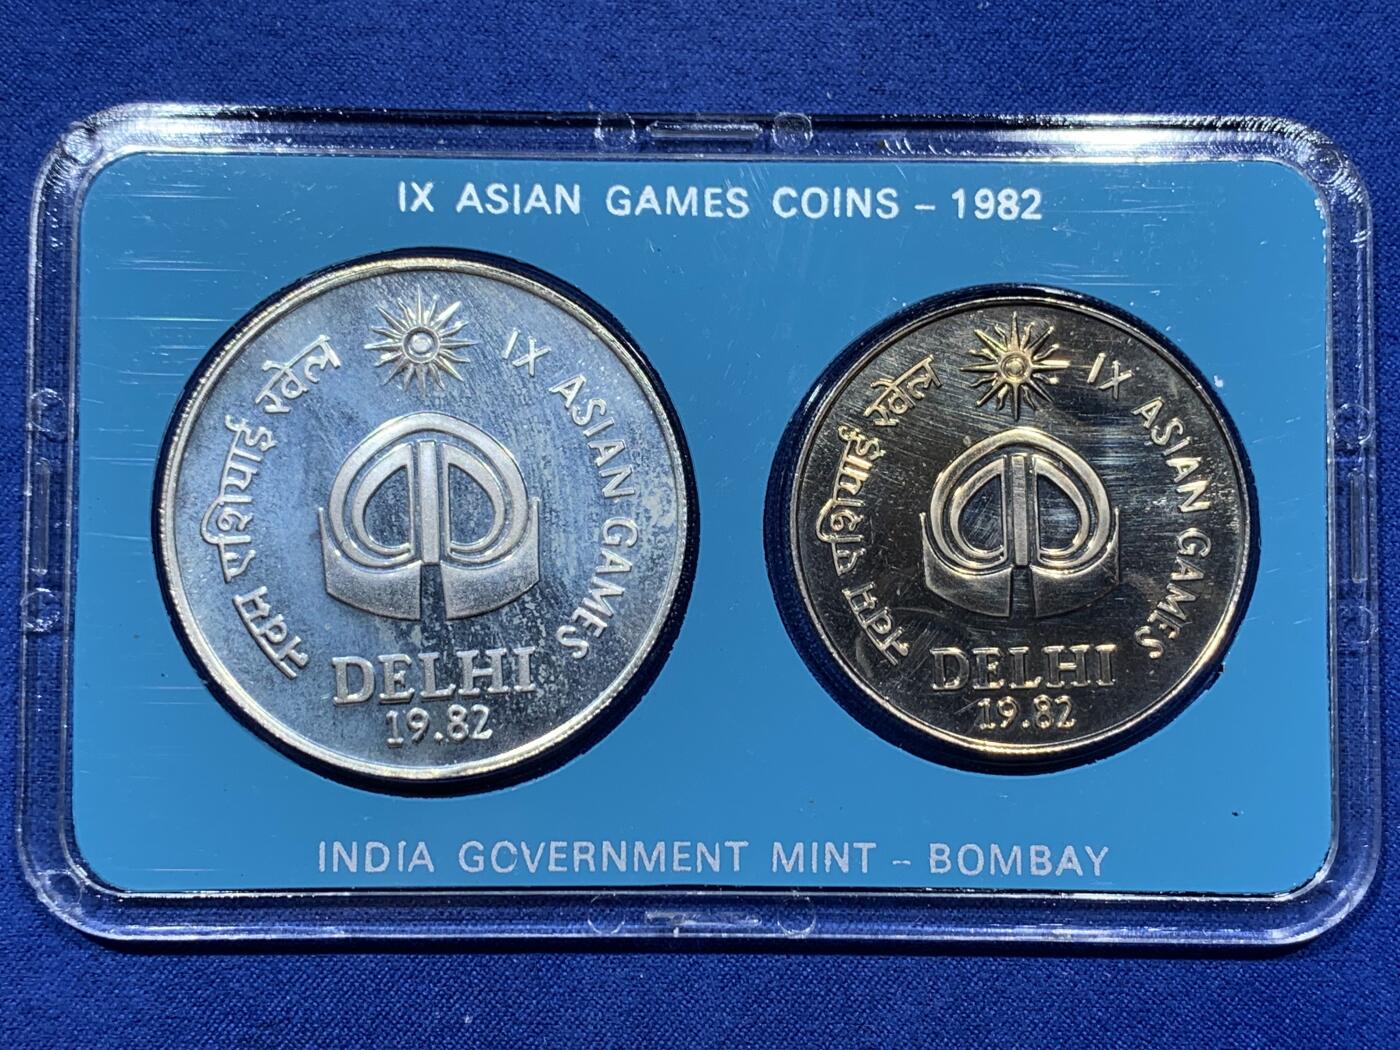 IX ASIAN GAMES COINS – 1982
नवम एशियाई खेल
IX ASIAN GAMES
DELHI
19.82
नवम एशियाई खेल
IX ASIAN GAMES
DELHI
19.82
INDIA GOVERNMENT MINT – BOMBAY